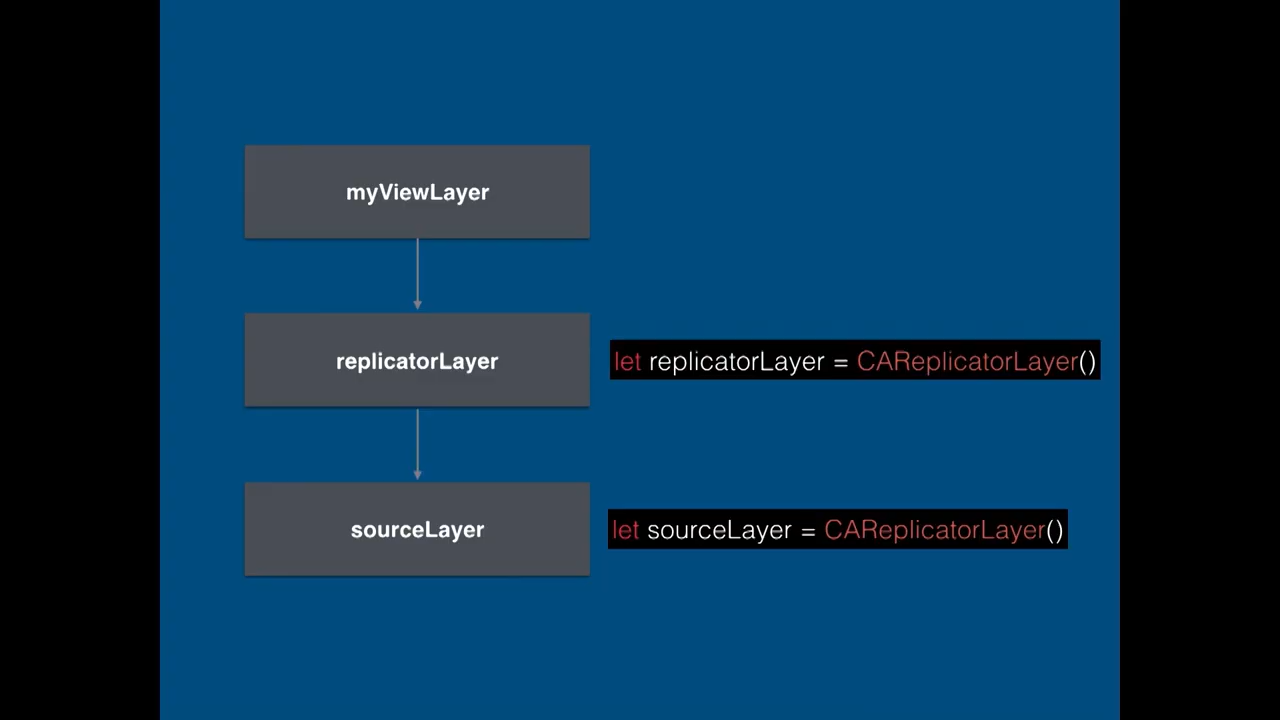 myViewLayer
replicatorLayer
let replicatorLayer = CAReplicatorLayer()
sourceLayer
let sourceLayer = CAReplicatorLayer()